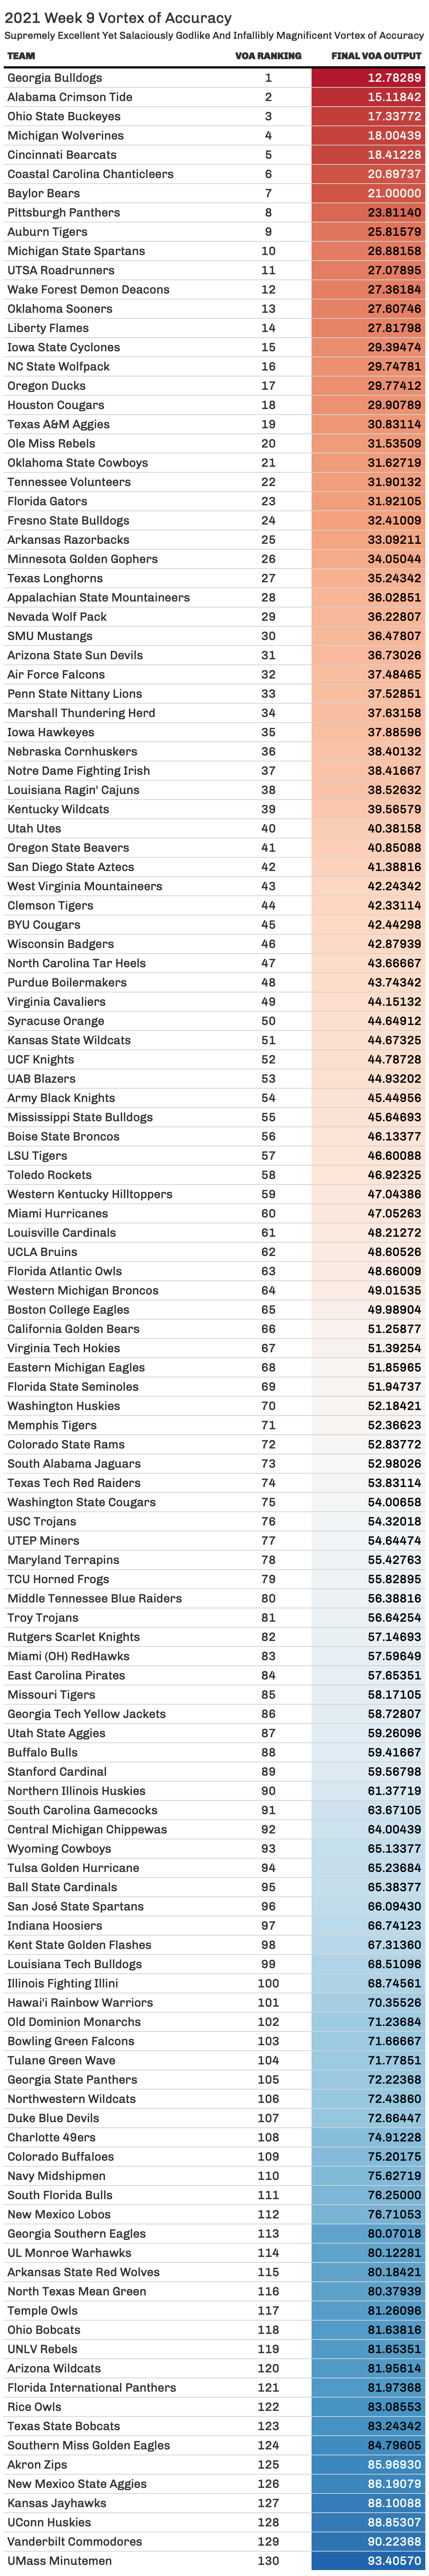 2021 Week 9 Vortex of Accuracy
Supremely Excellent Yet Salaciously Godlike And Infallibly Magnificent Vortex of Accuracy
TEAM VOA RANKING FINAL VOA OUTPUT
Georgia Bulldogs 1 12.78289
Alabama Crimson Tide 2 15.11842
Ohio State Buckeyes 3 17.33772
Michigan Wolverines 4 18.00439
Cincinnati Bearcats 5 18.41228
Coastal Carolina Chanticleers 6 20.69737
Baylor Bears 7 21.00000
Pittsburgh Panthers 8 23.81140
Auburn Tigers 9 25.81579
Michigan State Spartans 10 26.88158
UTSA Roadrunners 11 27.07895
Wake Forest Demon Deacons 12 27.36184
Oklahoma Sooners 13 27.60746
Liberty Flames 14 27.81798
Iowa State Cyclones 15 29.39474
NC State Wolfpack 16 29.74781
Oregon Ducks 17 29.77412
Houston Cougars 18 29.90789
Texas A&M Aggies 19 30.83114
Ole Miss Rebels 20 31.53509
Oklahoma State Cowboys 21 31.62719
Tennessee Volunteers 22 31.90132
Florida Gators 23 31.92105
Fresno State Bulldogs 24 32.41009
Arkansas Razorbacks 25 33.09211
Minnesota Golden Gophers 26 34.05044
Texas Longhorns 27 35.24342
Appalachian State Mountaineers 28 36.02851
Nevada Wolf Pack 29 36.22807
SMU Mustangs 30 36.47807
Arizona State Sun Devils 31 36.73026
Air Force Falcons 32 37.48465
Penn State Nittany Lions 33 37.52851
Marshall Thundering Herd 34 37.63158
Iowa Hawkeyes 35 37.88596
Nebraska Cornhuskers 36 38.40132
Notre Dame Fighting Irish 37 38.41667
Louisiana Ragin' Cajuns 38 38.52632
Kentucky Wildcats 39 39.56579
Utah Utes 40 40.38158
Oregon State Beavers 41 40.85088
San Diego State Aztecs 42 41.38816
West Virginia Mountaineers 43 42.24342
Clemson Tigers 44 42.33114
BYU Cougars 45 42.44298
Wisconsin Badgers 46 42.87939
North Carolina Tar Heels 47 43.66667
Purdue Boilermakers 48 43.74342
Virginia Cavaliers 49 44.15132
Syracuse Orange 50 44.64912
Kansas State Wildcats 51 44.67325
UCF Knights 52 44.78728
UAB Blazers 53 44.93202
Army Black Knights 54 45.44956
Mississippi State Bulldogs 55 45.64693
Boise State Broncos 56 46.13377
LSU Tigers 57 46.60088
Toledo Rockets 58 46.92325
Western Kentucky Hilltoppers 59 47.04386
Miami Hurricanes 60 47.05263
Louisville Cardinals 61 48.21272
UCLA Bruins 62 48.60526
Florida Atlantic Owls 63 48.66009
Western Michigan Broncos 64 49.01535
Boston College Eagles 65 49.98904
California Golden Bears 66 51.25877
Virginia Tech Hokies 67 51.39254
Eastern Michigan Eagles 68 51.85965
Florida State Seminoles 69 51.94737
Washington Huskies 70 52.18421
Memphis Tigers 71 52.36623
Colorado State Rams 72 52.83772
South Alabama Jaguars 73 52.98026
Texas Tech Red Raiders 74 53.83114
Washington State Cougars 75 54.00658
USC Trojans 76 54.32018
UTEP Miners 77 54.64474
Maryland Terrapins 78 55.42763
TCU Horned Frogs 79 55.82895
Middle Tennessee Blue Raiders 80 56.38816
Troy Trojans 81 56.64254
Rutgers Scarlet Knights 82 57.14693
Miami (OH) RedHawks 83 57.59649
East Carolina Pirates 84 57.65351
Missouri Tigers 85 58.17105
Georgia Tech Yellow Jackets 86 58.72807
Utah State Aggies 87 59.26096
Buffalo Bulls 88 59.41667
Stanford Cardinal 89 59.56798
Northern Illinois Huskies 90 61.37719
South Carolina Gamecocks 91 63.67105
Central Michigan Chippewas 92 64.00439
Wyoming Cowboys 93 65.13377
Tulsa Golden Hurricane 94 65.23684
Ball State Cardinals 95 65.38377
San José State Spartans 96 66.09430
Indiana Hoosiers 97 66.74123
Kent State Golden Flashes 98 67.31360
Louisiana Tech Bulldogs 99 68.51096
Illinois Fighting Illini 100 68.74561
Hawai'i Rainbow Warriors 101 70.35526
Old Dominion Monarchs 102 71.23684
Bowling Green Falcons 103 71.66667
Tulane Green Wave 104 71.77851
Georgia State Panthers 105 72.22368
Northwestern Wildcats 106 72.43860
Duke Blue Devils 107 72.66447
Charlotte 49ers 108 74.91228
Colorado Buffaloes 109 75.20175
Navy Midshipmen 110 75.62719
South Florida Bulls 111 76.25000
New Mexico Lobos 112 76.71053
Georgia Southern Eagles 113 80.07018
UL Monroe Warhawks 114 80.12281
Arkansas State Red Wolves 115 80.18421
North Texas Mean Green 116 80.37939
Temple Owls 117 81.26096
Ohio Bobcats 118 81.63816
UNLV Rebels 119 81.65351
Arizona Wildcats 120 81.95614
Florida International Panthers 121 81.97368
Rice Owls 122 83.08553
Texas State Bobcats 123 83.24342
Southern Miss Golden Eagles 124 84.79605
Akron Zips 125 85.96930
New Mexico State Aggies 126 86.19079
Kansas Jayhawks 127 88.10088
UConn Huskies 128 88.85307
Vanderbilt Commodores 129 90.22368
UMass Minutemen 130 93.40570